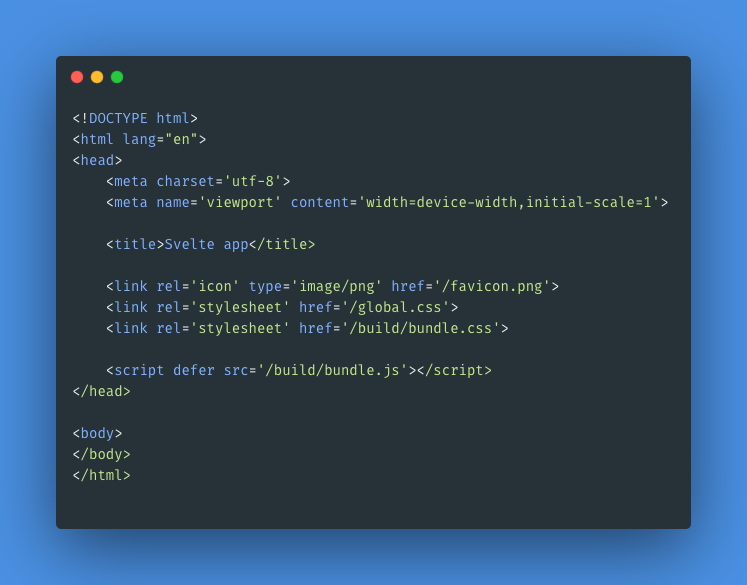 <!DOCTYPE html>
<html lang="en">
<head>
    <meta charset='utf-8'>
    <meta name='viewport' content='width=device-width,initial-scale=1'>

    <title>Svelte app</title>

    <link rel='icon' type='image/png' href='/favicon.png'>
    <link rel='stylesheet' href='/global.css'>
    <link rel='stylesheet' href='/build/bundle.css'>

    <script defer src='/build/bundle.js'></script>
</head>

<body>
</body>
</html>